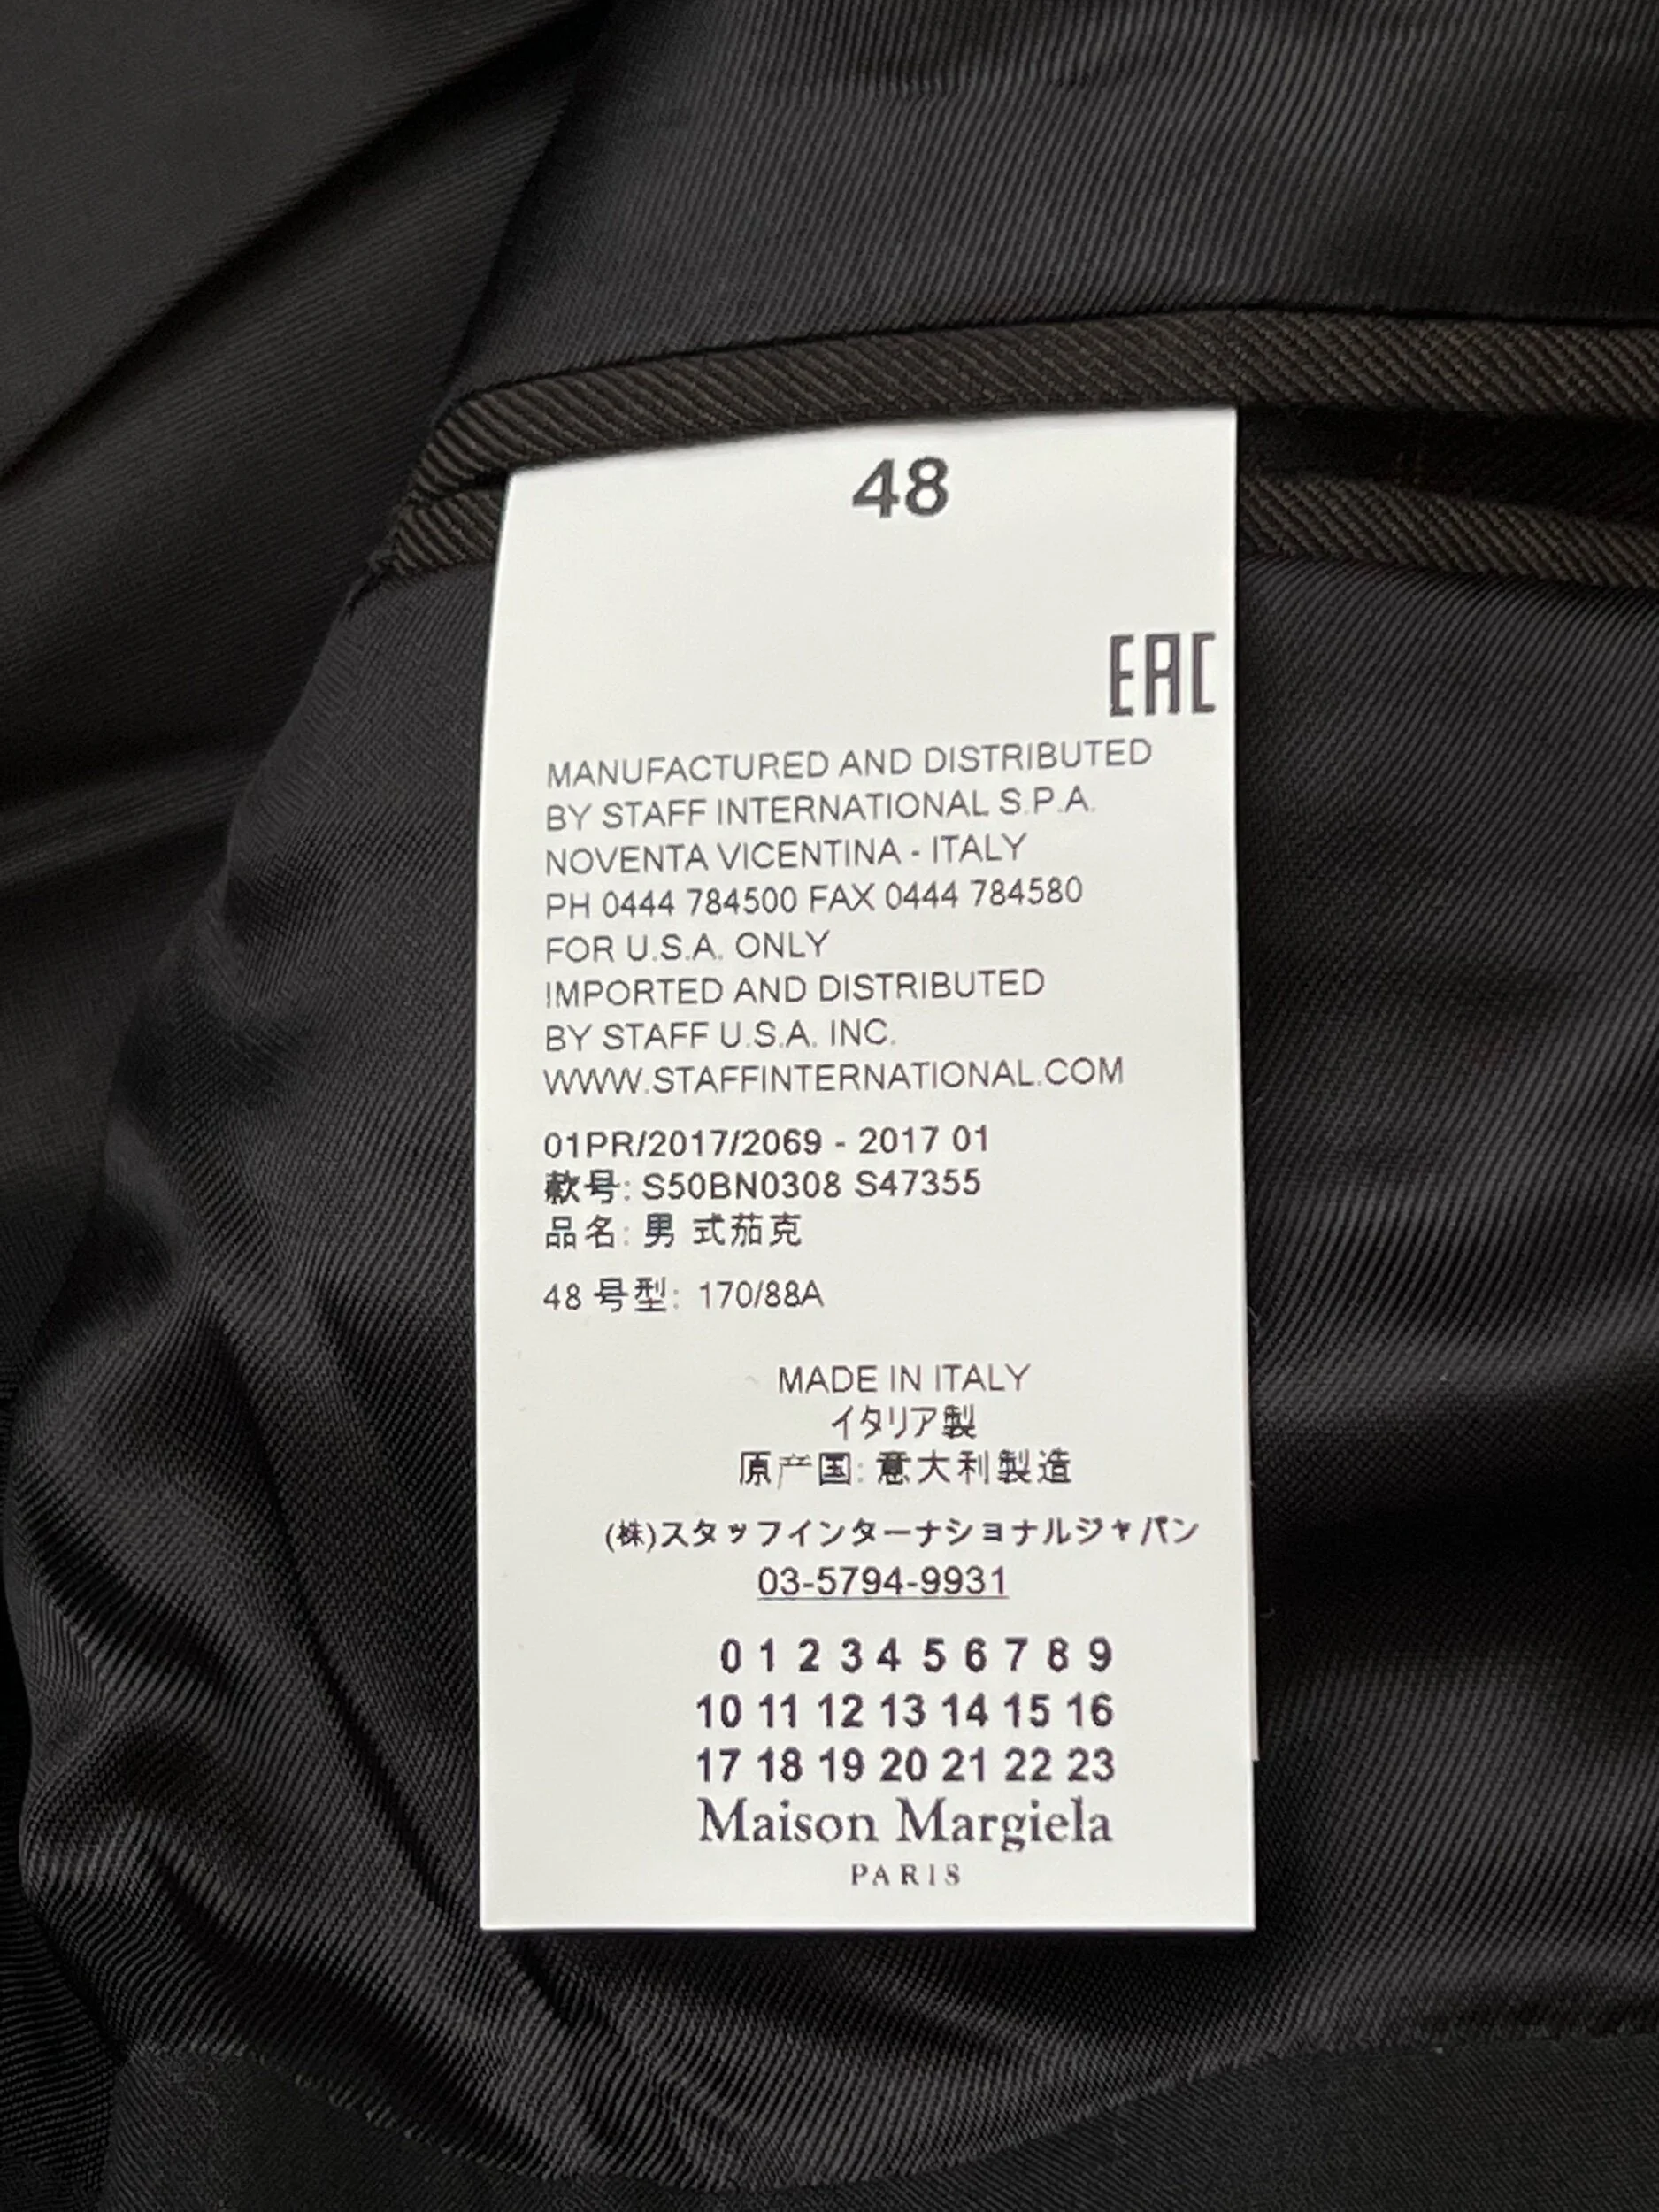 48
EAC
MANUFACTURED AND DISTRIBUTED
BY STAFF INTERNATIONAL S.P.A.
NOVENTA VICENTINA - ITALY
PH 0444 784500 FAX 0444 784580
FOR U.S.A. ONLY
IMPORTED AND DISTRIBUTED
BY STAFF U.S.A. INC.
WWW.STAFFINTERNATIONAL.COM
01PR/2017/2069 - 2017 01
款号: S50BN0308 S47355
品名: 男 式茄克
48 号型: 170/88A
MADE IN ITALY
イタリア製
原产国: 意大利製造
(株)スタッフインターナショナルジャパン
03-5794-9931
0 1 2 3 4 5 6 7 8 9
10 11 12 13 14 15 16
17 18 19 20 21 22 23
Maison Margiela
PARIS